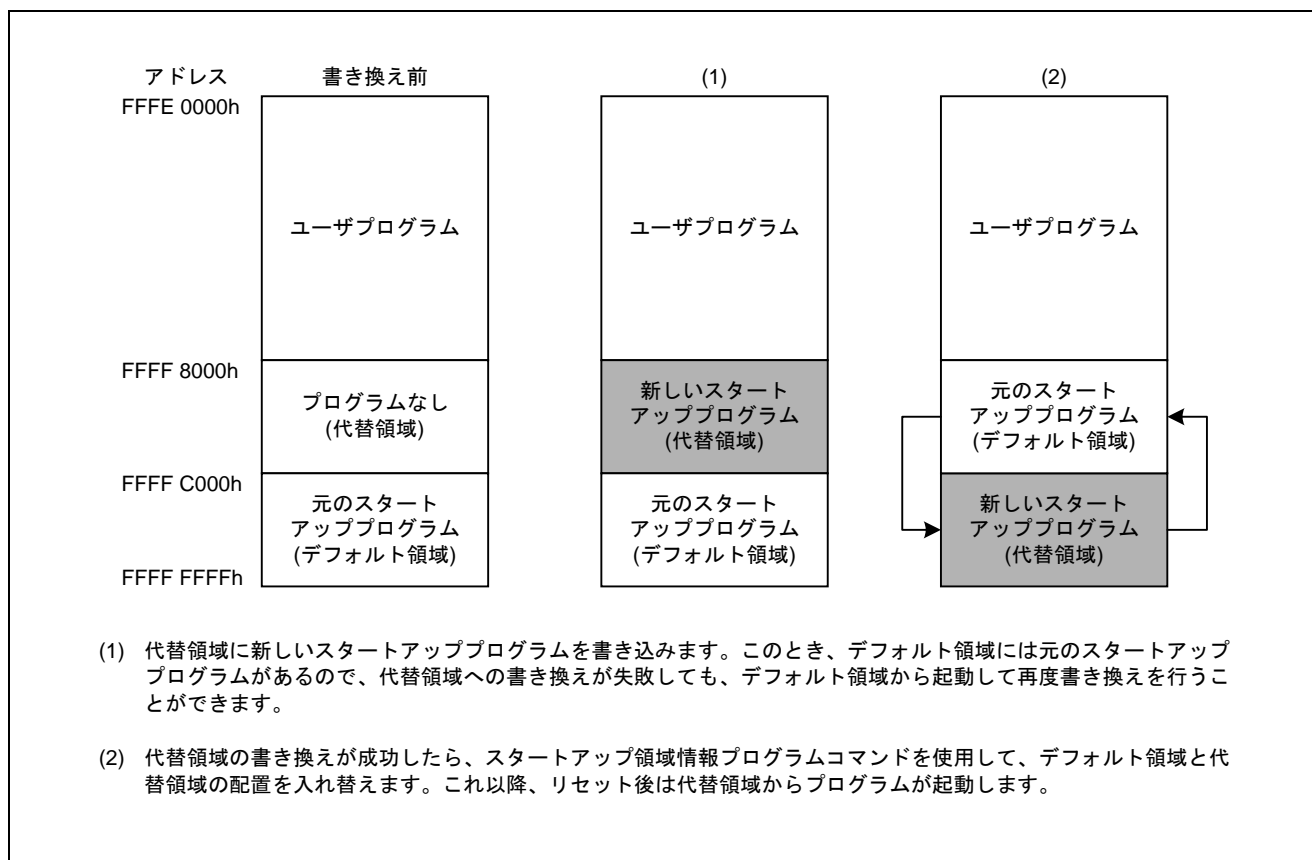 アドレス
書き換え前
(1)
(2)
FFFE 0000h
ユーザプログラム
ユーザプログラム
ユーザプログラム
FFFF 8000h
プログラムなし
(代替領域)
新しいスタート
アッププログラム
(代替領域)
元のスタート
アッププログラム
(デフォルト領域)
FFFF C000h
元のスタート
アッププログラム
(デフォルト領域)
元のスタート
アッププログラム
(デフォルト領域)
新しいスタート
アッププログラム
(代替領域)
FFFF FFFFh
(1) 代替領域に新しいスタートアッププログラムを書き込みます。このとき、デフォルト領域には元のスタートアップ
プログラムがあるので、代替領域への書き換えが失敗しても、デフォルト領域から起動して再度書き換えを行うこ
とができます。
(2) 代替領域の書き換えが成功したら、スタートアップ領域情報プログラムコマンドを使用して、デフォルト領域と代
替領域の配置を入れ替えます。これ以降、リセット後は代替領域からプログラムが起動します。